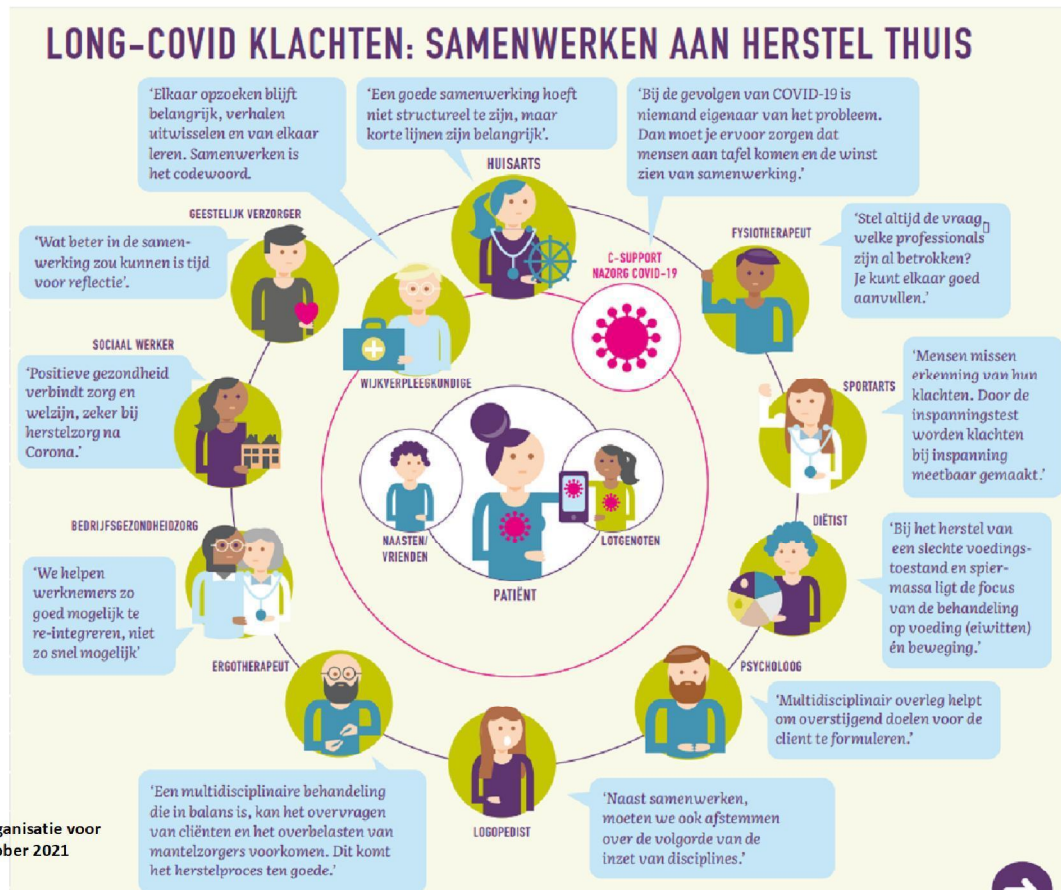 LONG-COVID KLACHTEN: SAMENWERKEN AAN HERSTEL THUIS
'Elkaar opzoeken blijft
belangrijk, verhalen
uitwisselen en van elkaar
leren. Samenwerken is
het codewoord.
'Een goede samenwerking hoeft
niet structureel te zijn, maar
korte lijnen zijn belangrijk'.
'Bij de gevolgen van COVID-19 is
niemand eigenaar van het probleem.
Dan moet je ervoor zorgen dat
mensen aan tafel komen en de winst
zien van samenwerking.'
HUISARTS
GEESTELIJK VERZORGER
'Wat beter in de samen-
werking zou kunnen is tijd
voor reflectie'.
C-SUPPORT
NAZORG COVID-19
FYSIOTHERAPEUT
'Stel altijd de vraag
welke professionals
zijn al betrokken?
Je kunt elkaar goed
aanvullen.'
SOCIAAL WERKER
'Positieve gezondheid
verbindt zorg en
welzijn, zeker bij
herstelzorg na
Corona.'
WIJKVERPLEEGKUNDIGE
SPORTARTS
'Mensen missen
erkenning van hun
klachten. Door de
inspanningstest
worden klachten
bij inspanning
meetbaar gemaakt.'
NAASTEN/
VRIENDEN
LOTGENOTEN
PATIËNT
BEDRIJFSGEZONDHEIDZORG
'We helpen
werknemers zo
goed mogelijk te
re-integreren, niet
zo snel mogelijk'
DIËTIST
'Bij het herstel van
een slechte voedings-
toestand en spier-
massa ligt de focus
van de behandeling
op voeding (eiwitten)
én beweging.'
ERGOTHERAPEUT
PSYCHOLOOG
'Multidisciplinair overleg helpt
om overstijgend doelen voor de
client te formuleren.'
'Een multidisciplinaire behandeling
die in balans is, kan het overvragen
van cliënten en het overbelasten van
mantelzorgers voorkomen. Dit komt
het herstelproces ten goede.'
LOGOPEDIST
'Naast samenwerken,
moeten we ook afstemmen
over de volgorde van de
inzet van disciplines.'
ganisatie voor
ober 2021